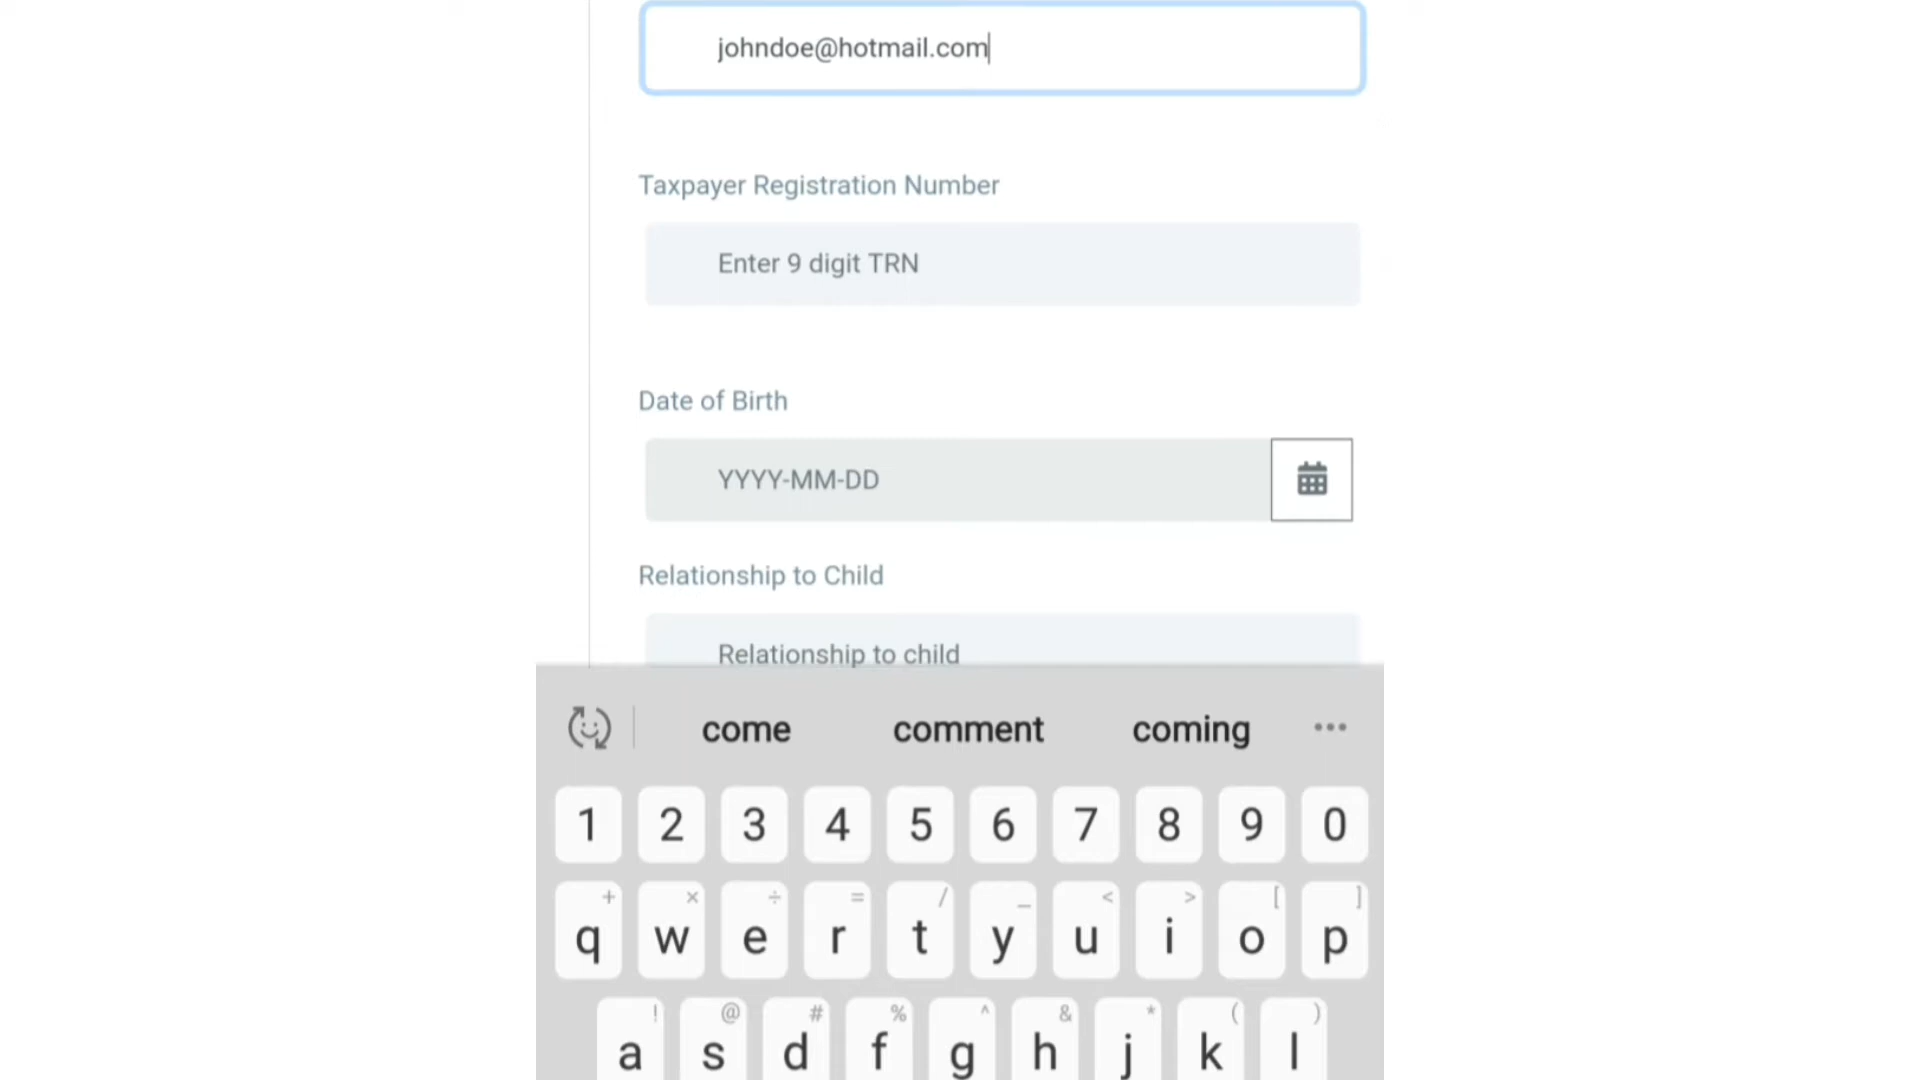 johndoe@hotmail.com
Taxpayer Registration Number
Enter 9 digit TRN
Date of Birth
YYYY-MM-DD
Relationship to Child
Relationship to child
come comment coming
1 2 3 4 5 6 7 8 9 0
+ × ÷ = / _ < > [ ]
q w e r t y u i o p
! @ # % ^ & * ( )
a s d f g h j k l